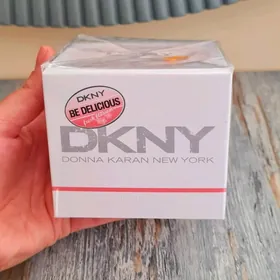 DKNY
BE DELICIOUS
DKNY
DONNA KARAN NEW YORK